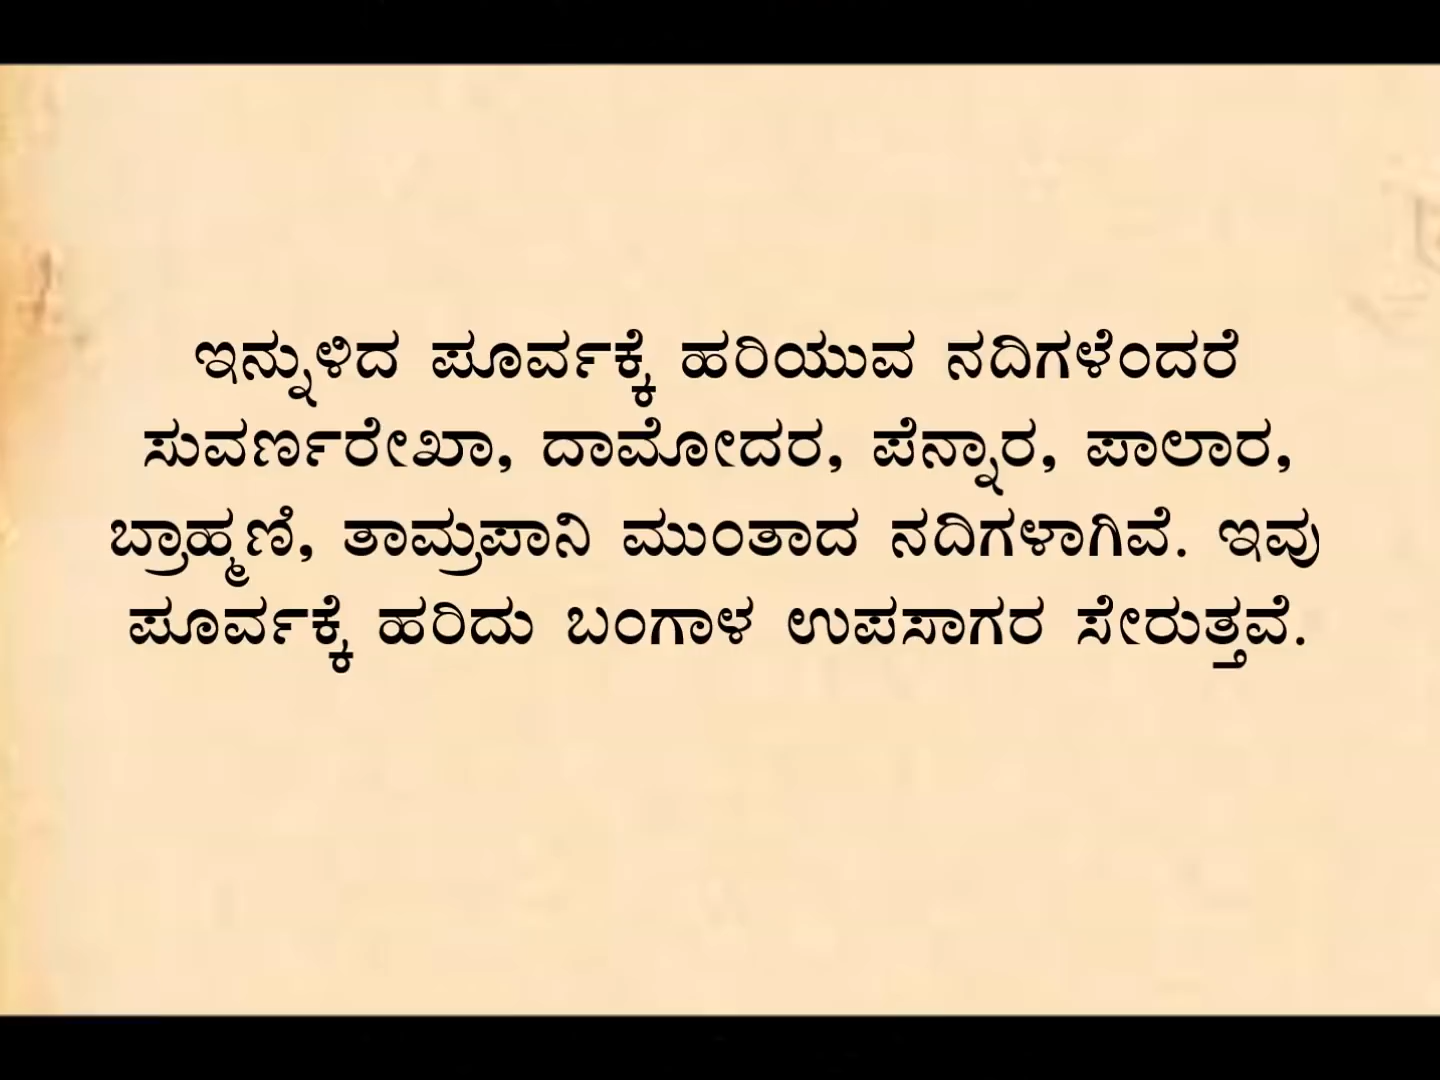 ಇನ್ನುಳಿದ ಪೂರ್ವಕ್ಕೆ ಹರಿಯುವ ನದಿಗಳೆಂದರೆ
ಸುವರ್ಣರೇಖಾ, ದಾಮೋದರ, ಪೆನ್ನಾರ, ಪಾಲಾರ,
ಬ್ರಾಹ್ಮಣಿ, ತಾಮ್ರಪಾನಿ ಮುಂತಾದ ನದಿಗಳಾಗಿವೆ. ಇವು
ಪೂರ್ವಕ್ಕೆ ಹರಿದು ಬಂಗಾಳ ಉಪಸಾಗರ ಸೇರುತ್ತವೆ.